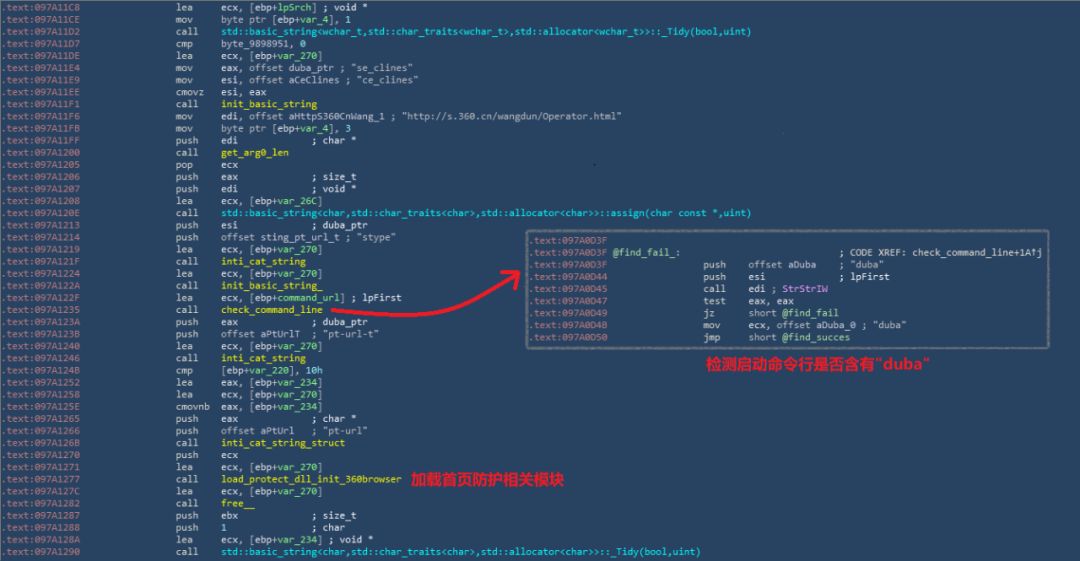 .text:097A11C8 lea ecx, [ebp+lpSrch] ; void *
.text:097A11CE mov byte ptr [ebp+var_4], 1
.text:097A11D2 call std::basic_string<wchar_t,std::char_traits<wchar_t>,std::allocator<wchar_t>>::_Tidy(bool,uint)
.text:097A11D7 cmp byte_9898951, 0
.text:097A11DE lea ecx, [ebp+var_270]
.text:097A11E4 mov eax, offset duba_ptr ; "se_clines"
.text:097A11E9 mov esi, offset aCeClines ; "ce_clines"
.text:097A11EE cmovz esi, eax
.text:097A11F1 call init_basic_string
.text:097A11F6 mov edi, offset aHttpS360CnWang_1 ; "http://s.360.cn/wangdun/Operator.html"
.text:097A11FB mov byte ptr [ebp+var_4], 3
.text:097A11FF push edi ; char *
.text:097A1200 call get_arg0_len
.text:097A1205 pop ecx
.text:097A1206 push eax ; size_t
.text:097A1207 push edi ; void *
.text:097A1208 lea ecx, [ebp+var_26C]
.text:097A120E call std::basic_string<char,std::char_traits<char>,std::allocator<char>>::assign(char const *,uint)
.text:097A1213 push esi ; duba_ptr
.text:097A1214 push offset sting_pt_url_t ; "stype"
.text:097A1219 lea ecx, [ebp+var_270]
.text:097A121F call inti_cat_string
.text:097A1224 lea ecx, [ebp+var_270]
.text:097A122A call init_basic_string_
.text:097A122F lea ecx, [ebp+command_url] ; lpFirst
.text:097A1235 call check_command_line
.text:097A123A push eax ; duba_ptr
.text:097A123B push offset aPtUrlT ; "pt-url-t"
.text:097A1240 lea ecx, [ebp+var_270]
.text:097A1246 call inti_cat_string
.text:097A124B cmp [ebp+var_220], 10h
.text:097A1252 lea eax, [ebp+var_234]
.text:097A1258 lea ecx, [ebp+var_270]
.text:097A125E cmovnb eax, [ebp+var_234]
.text:097A1265 push eax ; char *
.text:097A1266 push offset aPtUrl ; "pt-url"
.text:097A126B call inti_cat_string_struct
.text:097A1270 push ecx
.text:097A1271 lea ecx, [ebp+var_270]
.text:097A1277 call load_protect_dll_init_360browser
加载首页防护相关模块
.text:097A127C lea ecx, [ebp+var_270]
.text:097A1282 call free__
.text:097A1287 push ebx ; size_t
.text:097A1288 push 1 ; char
.text:097A128A lea ecx, [ebp+var_234] ; void *
.text:097A1290 call std::basic_string<char,std::char_traits<char>,std::allocator<char>>::_Tidy(bool,uint)
.text:097A0D3F
.text:097A0D3F @find_fail_: ; CODE XREF: check_command_line+1A↑j
.text:097A0D3F push offset aDuba ; "duba"
.text:097A0D44 push esi ; lpFirst
.text:097A0D45 call edi ; StrStrIW
.text:097A0D47 test eax, eax
.text:097A0D49 jz short @find_fail
.text:097A0D4B mov ecx, offset aDuba_0 ; "duba"
.text:097A0D50 jmp short @find_succes
检测启动命令行是否含有"duba"